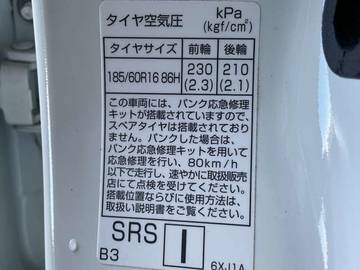 タイヤ空気圧 kPa
(kgf/cm²)
タイヤサイズ 前輪 後輪
185/60R16 86H 230 210
(2.3) (2.1)
この車両には、パンク応急修理
キットが搭載されていますので、
スペアタイヤは搭載されており
ません。パンクした場合は、
パンク応急修理キットを用いて
応急修理を行い、80km/h
以下で走行し、速やかに取扱販売
店にて点検を受けてください。
搭載位置ならびに使用方法は、
取扱い説明書をご覧ください。
SRS I
B3 6XJ1A